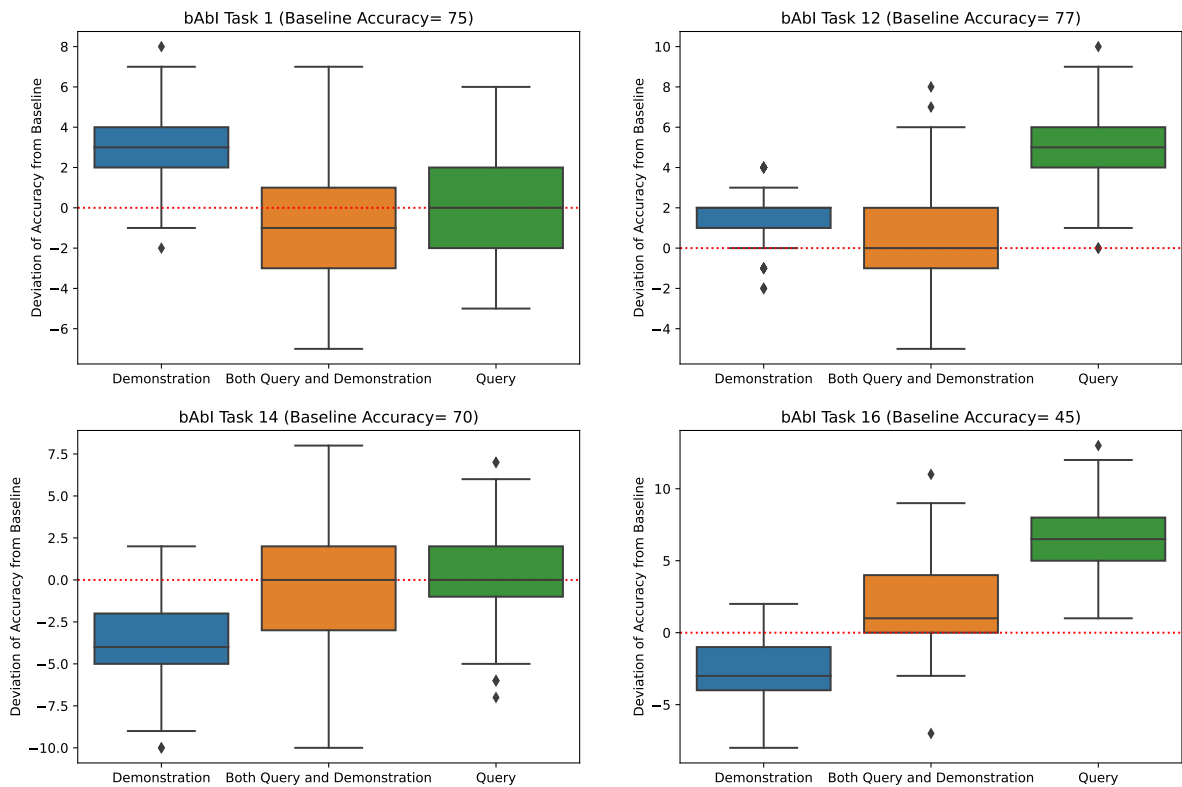 bAbI Task 1 (Baseline Accuracy= 75)
Deviation of Accuracy from Baseline
8
6
4
2
0
−2
−4
−6
Demonstration
Both Query and Demonstration
Query
bAbI Task 12 (Baseline Accuracy= 77)
Deviation of Accuracy from Baseline
10
8
6
4
2
0
−2
−4
Demonstration
Both Query and Demonstration
Query
bAbI Task 14 (Baseline Accuracy= 70)
Deviation of Accuracy from Baseline
7.5
5.0
2.5
0.0
−2.5
−5.0
−7.5
−10.0
Demonstration
Both Query and Demonstration
Query
bAbI Task 16 (Baseline Accuracy= 45)
Deviation of Accuracy from Baseline
10
5
0
−5
Demonstration
Both Query and Demonstration
Query